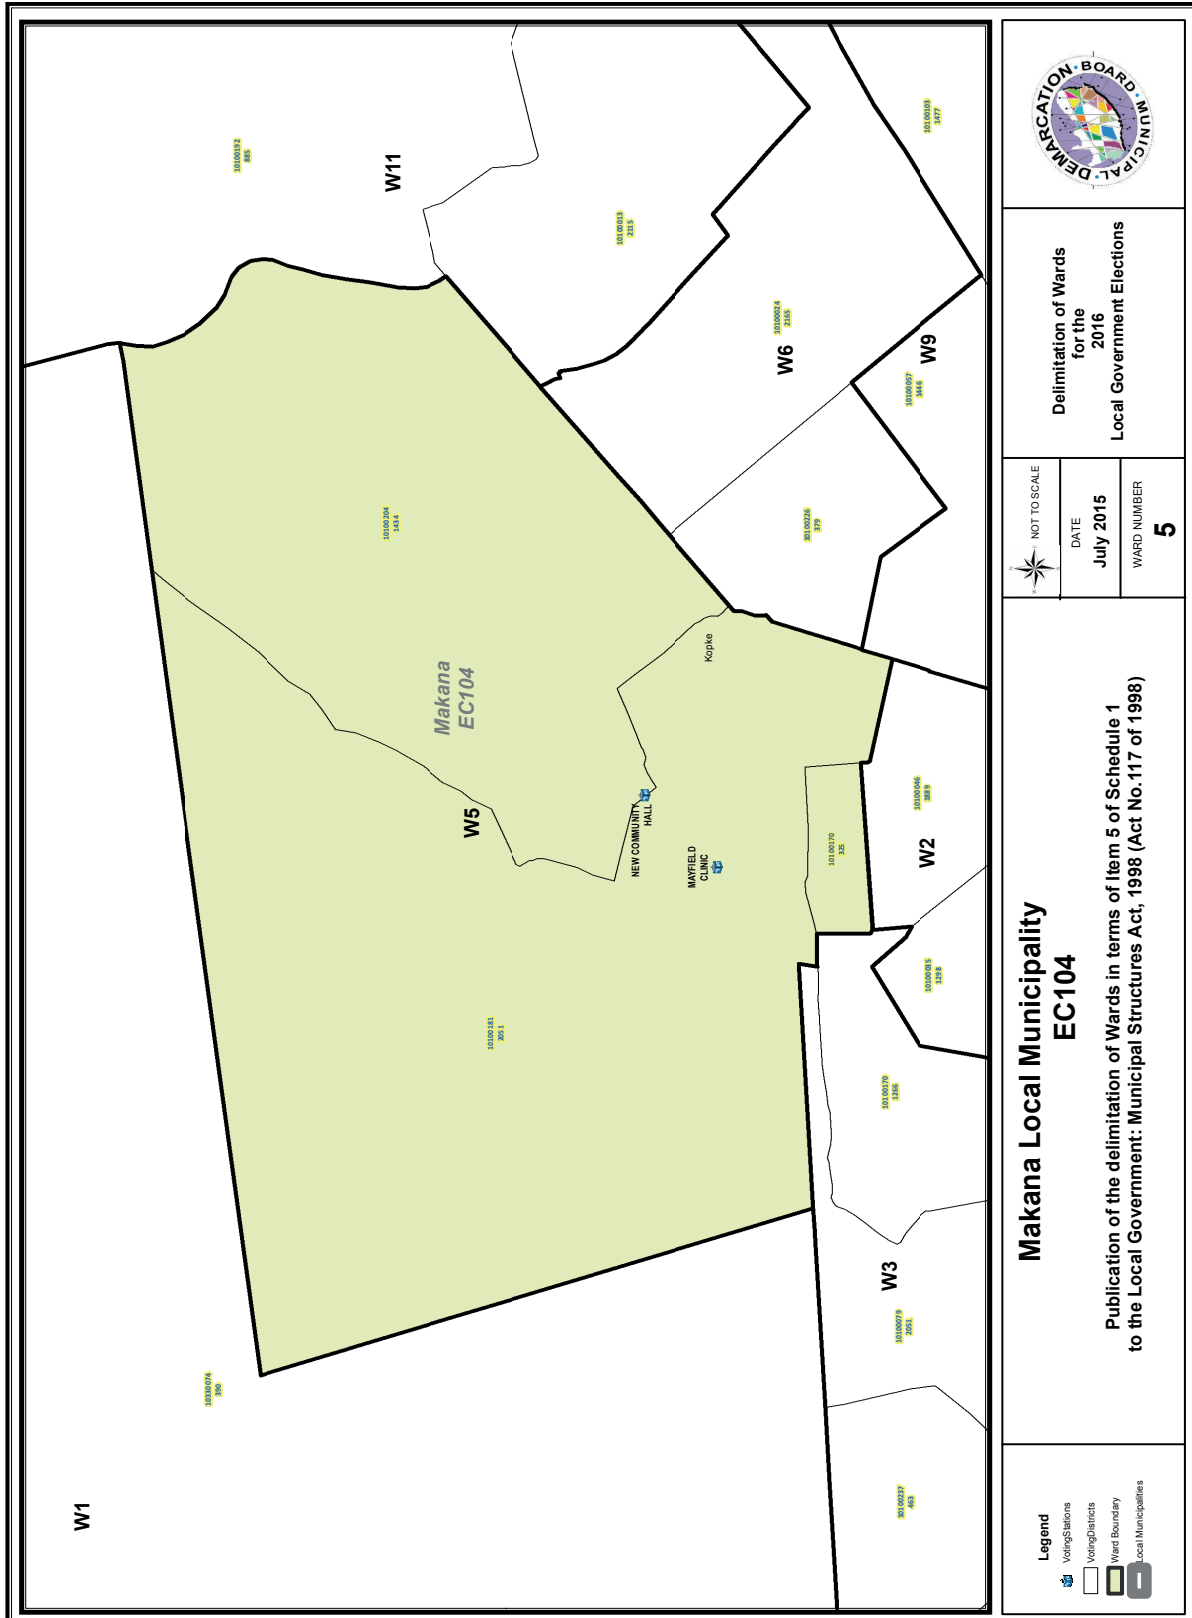 W1
10330074
390
10100192
885
W11
10100013
2115
10100204
1434
Makana
EC104
W5
NEW COMMUNITY
HALL
MAYFIELD
CLINIC
Kopke
10100181
2051
10100170
325
10100024
2165
W6
10100226
379
10100103
1477
10100057
1446
W9
10100046
1889
W2
10100035
1298
10100170
1266
W3
10100079
2051
10100237
463
Legend
VotingStations
VotingDistricts
Ward Boundary
Local Municipalities
Makana Local Municipality
EC104
Publication of the delimitation of Wards in terms of Item 5 of Schedule 1
to the Local Government: Municipal Structures Act, 1998 (Act No.117 of 1998)
NOT TO SCALE
DATE
July 2015
WARD NUMBER
5
Delimitation of Wards
for the
2016
Local Government Elections
MUNICIPAL · DEMARCATION · BOARD ·